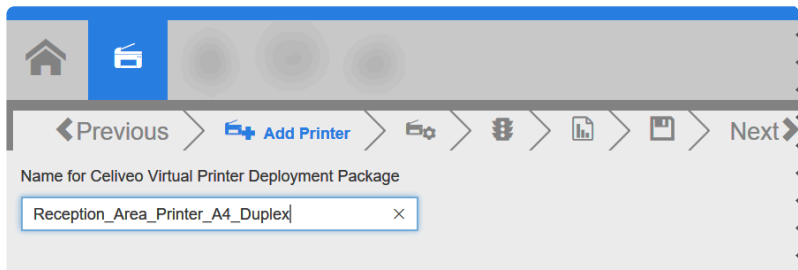 Previous Add Printer Next
Name for Celiveo Virtual Printer Deployment Package
Reception_Area_Printer_A4_Duplex